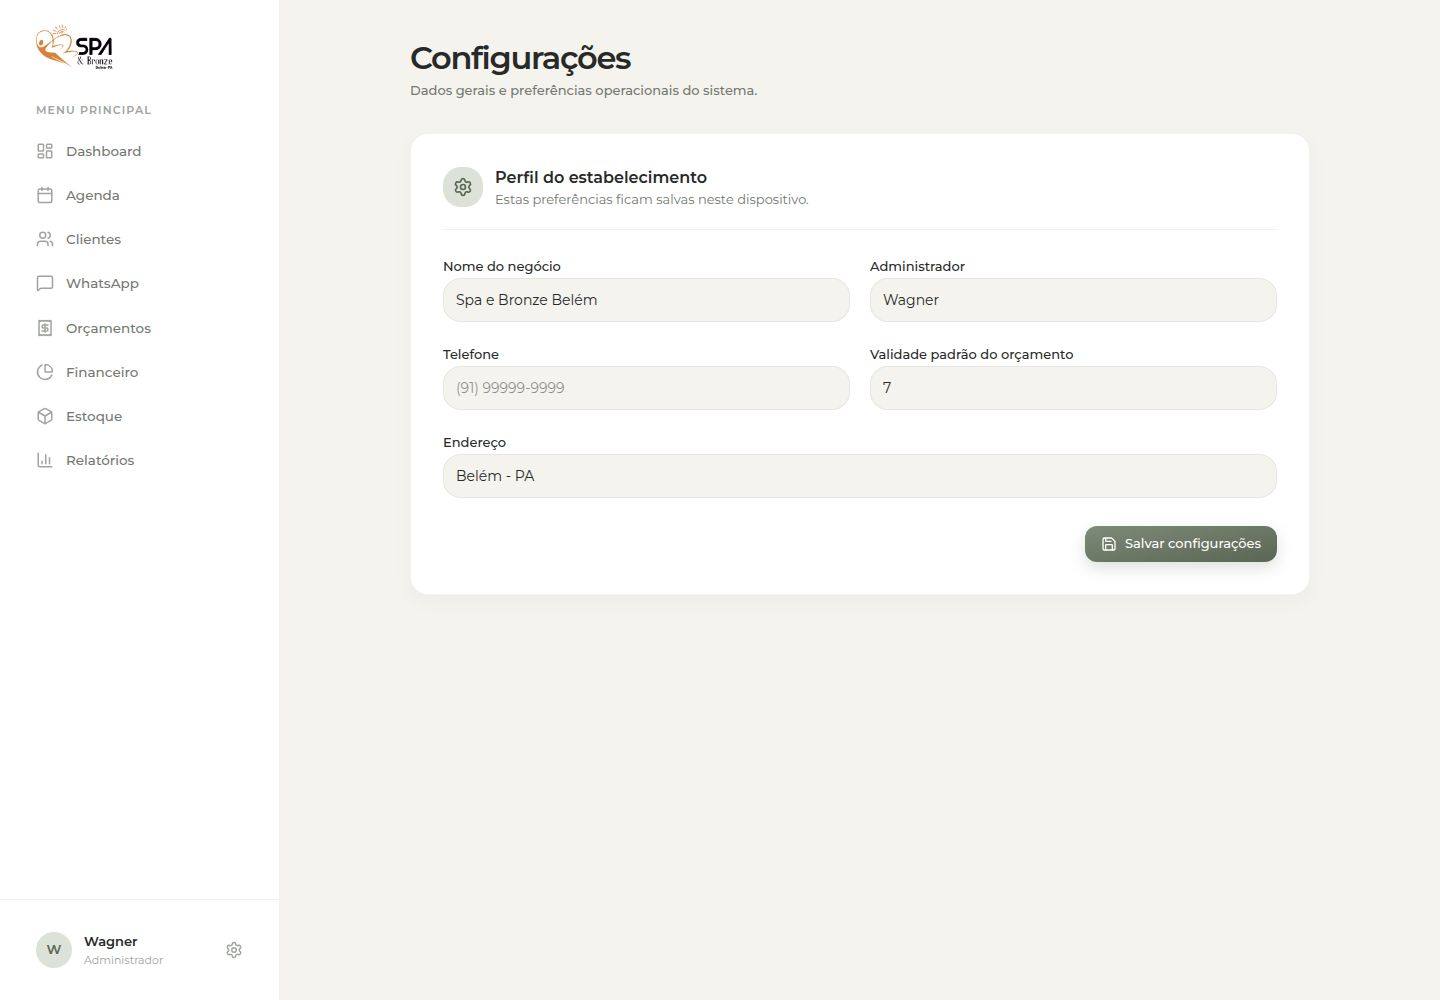 SPA
& Bronze
Belém-PA
MENU PRINCIPAL
Dashboard
Agenda
Clientes
WhatsApp
Orçamentos
Financeiro
Estoque
Relatórios
W
Wagner
Administrador
Configurações
Dados gerais e preferências operacionais do sistema.
Perfil do estabelecimento
Estas preferências ficam salvas neste dispositivo.
Nome do negócio
Spa e Bronze Belém
Administrador
Wagner
Telefone
(91) 99999-9999
Validade padrão do orçamento
7
Endereço
Belém - PA
Salvar configurações